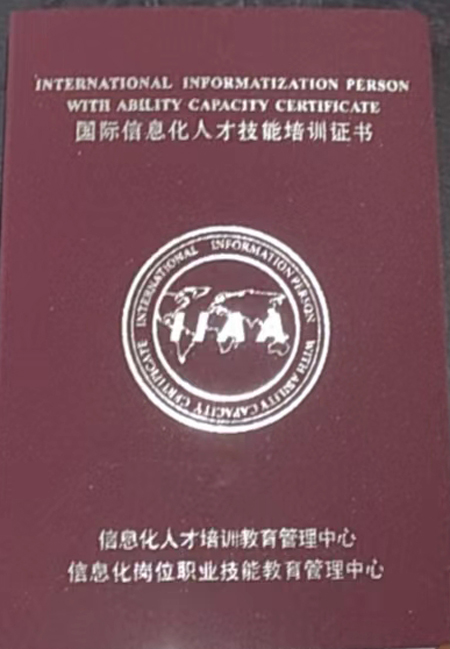 INTERNATIONAL INFORMATIZATION PERSON
WITH ABILITY CAPACITY CERTIFICATE
国际信息化人才技能培训证书
INTERNATIONAL INFORMATION PERSON WITH ABILITY CAPACITY CERTIFICATE
信息化人才培训教育管理中心
信息化岗位职业技能教育管理中心